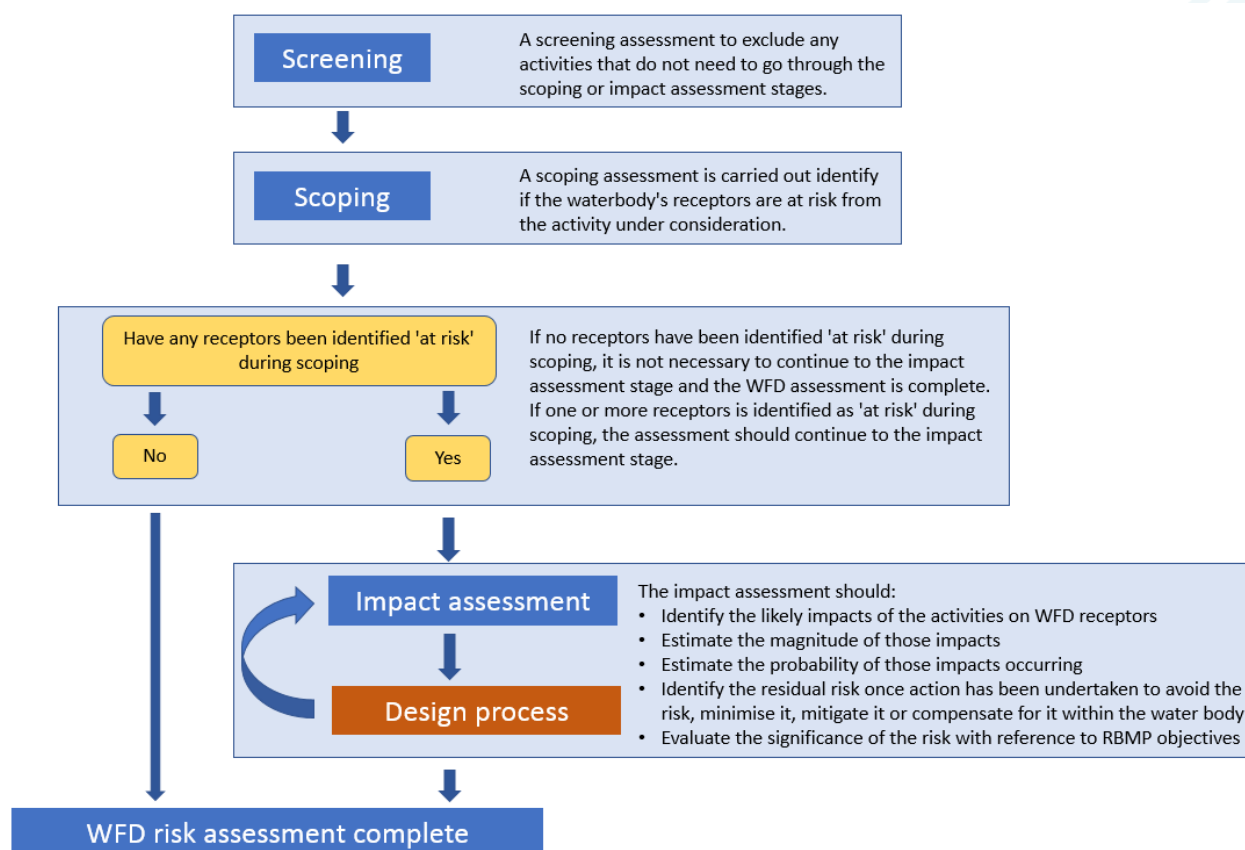 Screening
A screening assessment to exclude any
activities that do not need to go through the
scoping or impact assessment stages.
Scoping
A scoping assessment is carried out identify
if the waterbody's receptors are at risk from
the activity under consideration.
Have any receptors been identified 'at risk'
during scoping
No
Yes
If no receptors have been identified 'at risk' during
scoping, it is not necessary to continue to the impact
assessment stage and the WFD assessment is complete.
If one or more receptors is identified as 'at risk' during
scoping, the assessment should continue to the impact
assessment stage.
Impact assessment
Design process
The impact assessment should:
• Identify the likely impacts of the activities on WFD receptors
• Estimate the magnitude of those impacts
• Estimate the probability of those impacts occurring
• Identify the residual risk once action has been undertaken to avoid the
risk, minimise it, mitigate it or compensate for it within the water body
• Evaluate the significance of the risk with reference to RBMP objectives
WFD risk assessment complete